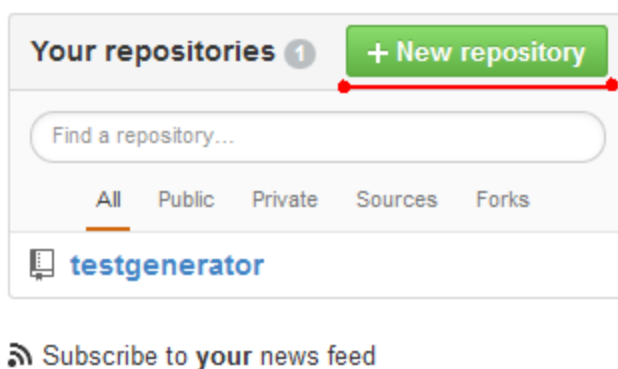 Your repositories 1 + New repository
Find a repository...
All Public Private Sources Forks
testgenerator
Subscribe to your news feed